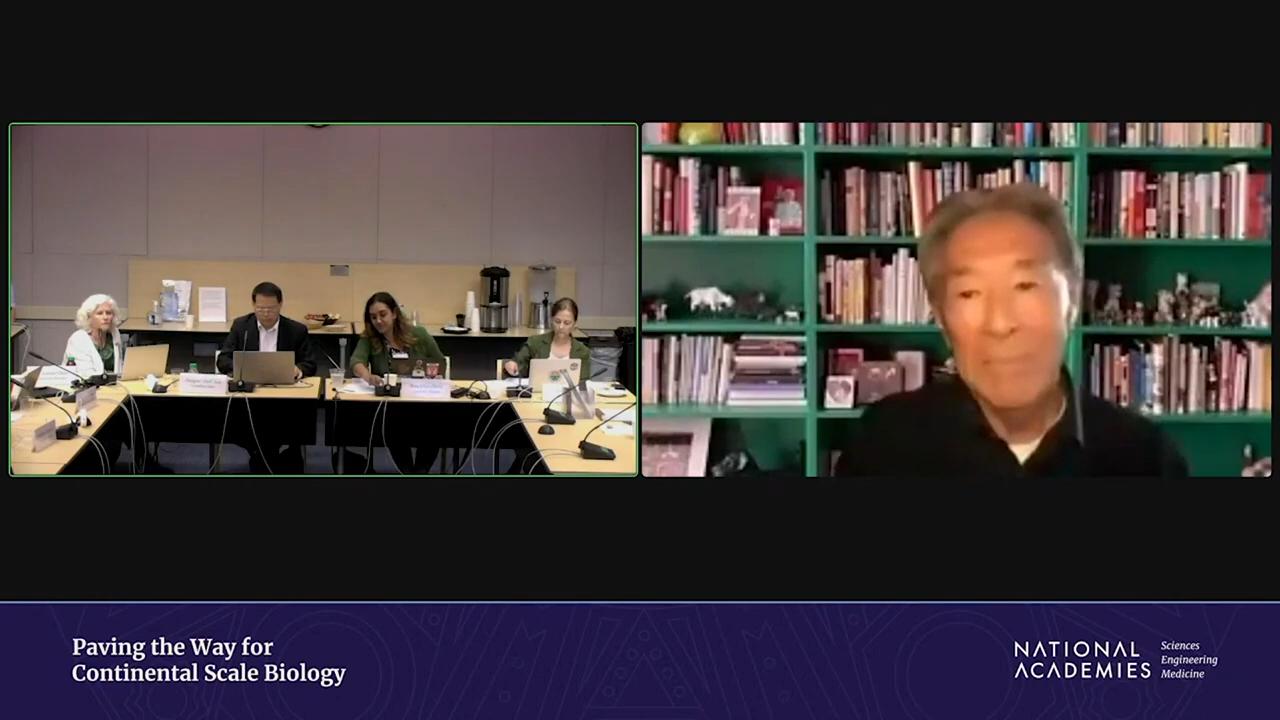 Paving the Way for
Continental Scale Biology
NATIONAL
ACADEMIES
Sciences
Engineering
Medicine